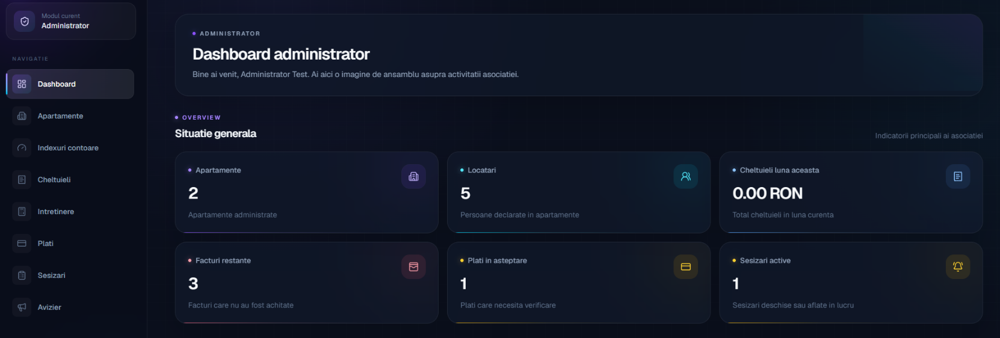 Modul curent
Administrator
NAVIGATIE
Dashboard
Apartamente
Indexuri contoare
Cheltuieli
Intretinere
Plati
Sesizari
Avizier
ADMINISTRATOR
Dashboard administrator
Bine ai venit, Administrator Test. Ai aici o imagine de ansamblu asupra activitatii asociatiei.
OVERVIEW
Situatie generala
Indicatorii principali ai asociatiei
Apartamente
2
Apartamente administrate
Locatari
5
Persoane declarate in apartamente
Cheltuieli luna aceasta
0.00 RON
Total cheltuieli in luna curenta
Facturi restante
3
Facturi care nu au fost achitate
Plati in asteptare
1
Plati care necesita verificare
Sesizari active
1
Sesizari deschise sau aflate in lucru